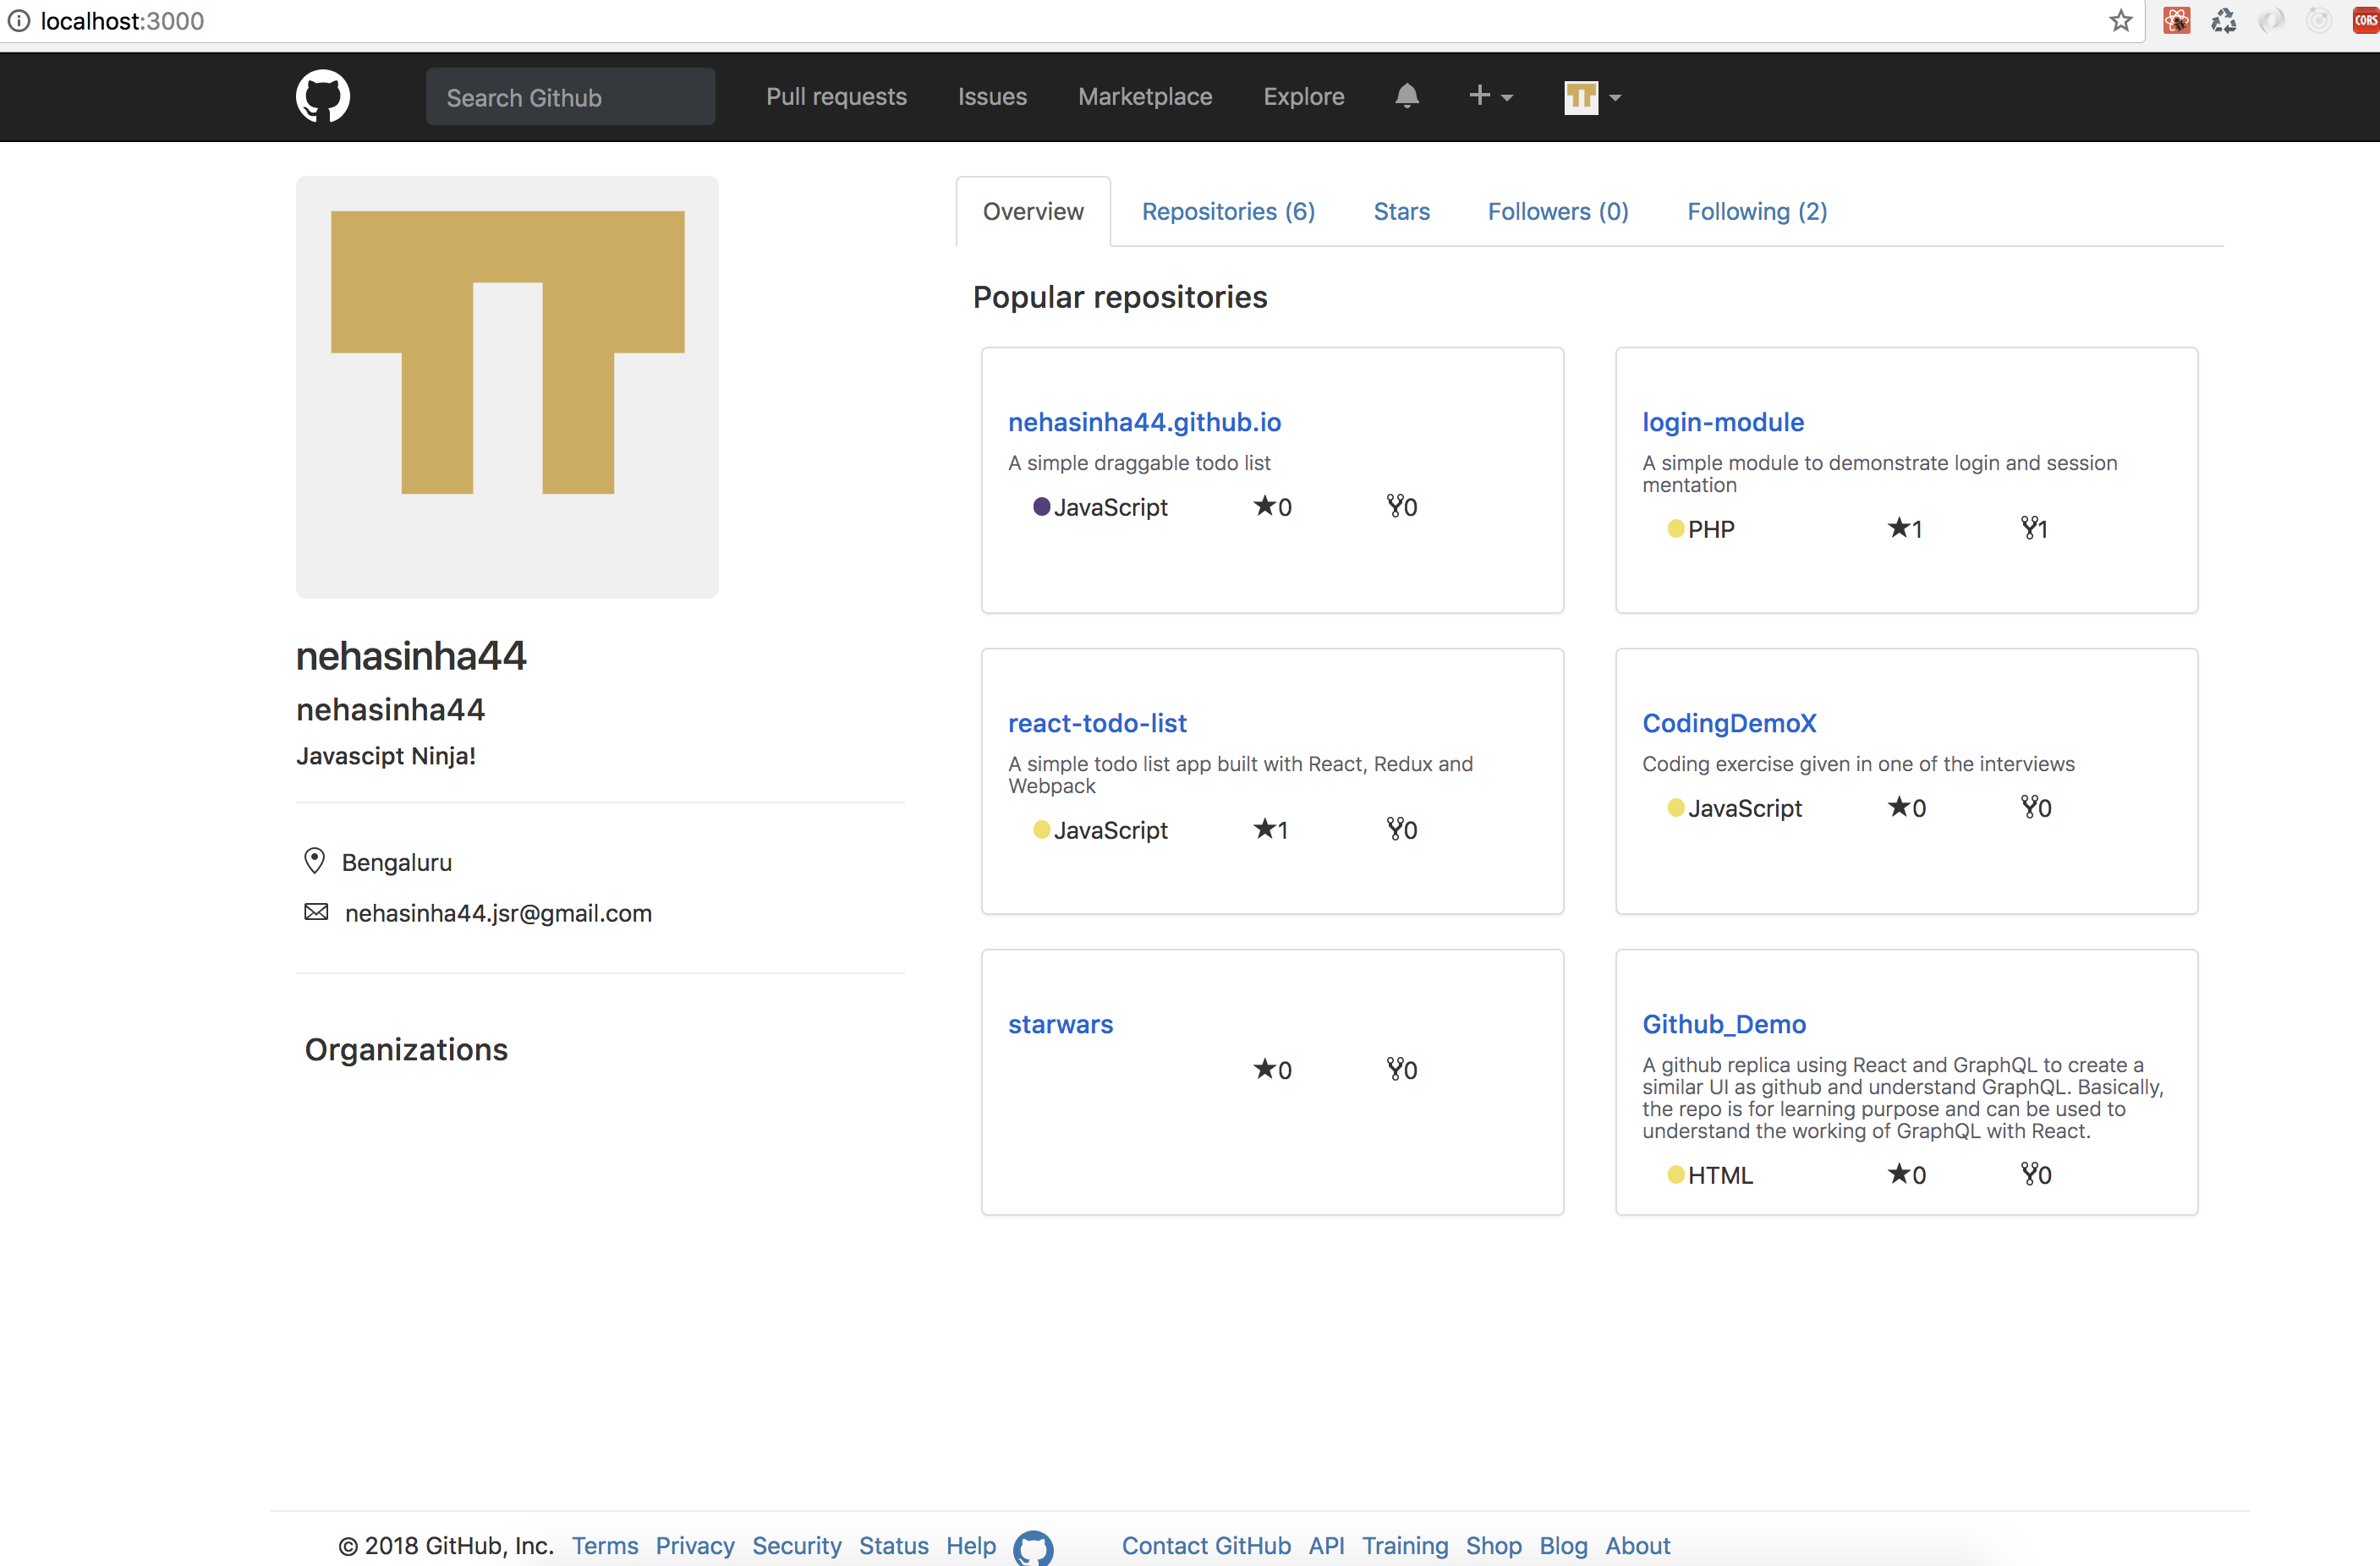 localhost:3000
CORS
Search Github Pull requests Issues Marketplace Explore
Overview Repositories (6) Stars Followers (0) Following (2)
Popular repositories
nehasinha44.github.io
A simple draggable todo list
JavaScript ★0 0
login-module
A simple module to demonstrate login and session
mentation
PHP ★1 1
react-todo-list
A simple todo list app built with React, Redux and
Webpack
JavaScript ★1 0
CodingDemoX
Coding exercise given in one of the interviews
JavaScript ★0 0
starwars
★0 0
Github_Demo
A github replica using React and GraphQL to create a
similar UI as github and understand GraphQL. Basically,
the repo is for learning purpose and can be used to
understand the working of GraphQL with React.
HTML ★0 0
nehasinha44
nehasinha44
Javascipt Ninja!
Bengaluru
nehasinha44.jsr@gmail.com
Organizations
© 2018 GitHub, Inc. Terms Privacy Security Status Help Contact GitHub API Training Shop Blog About